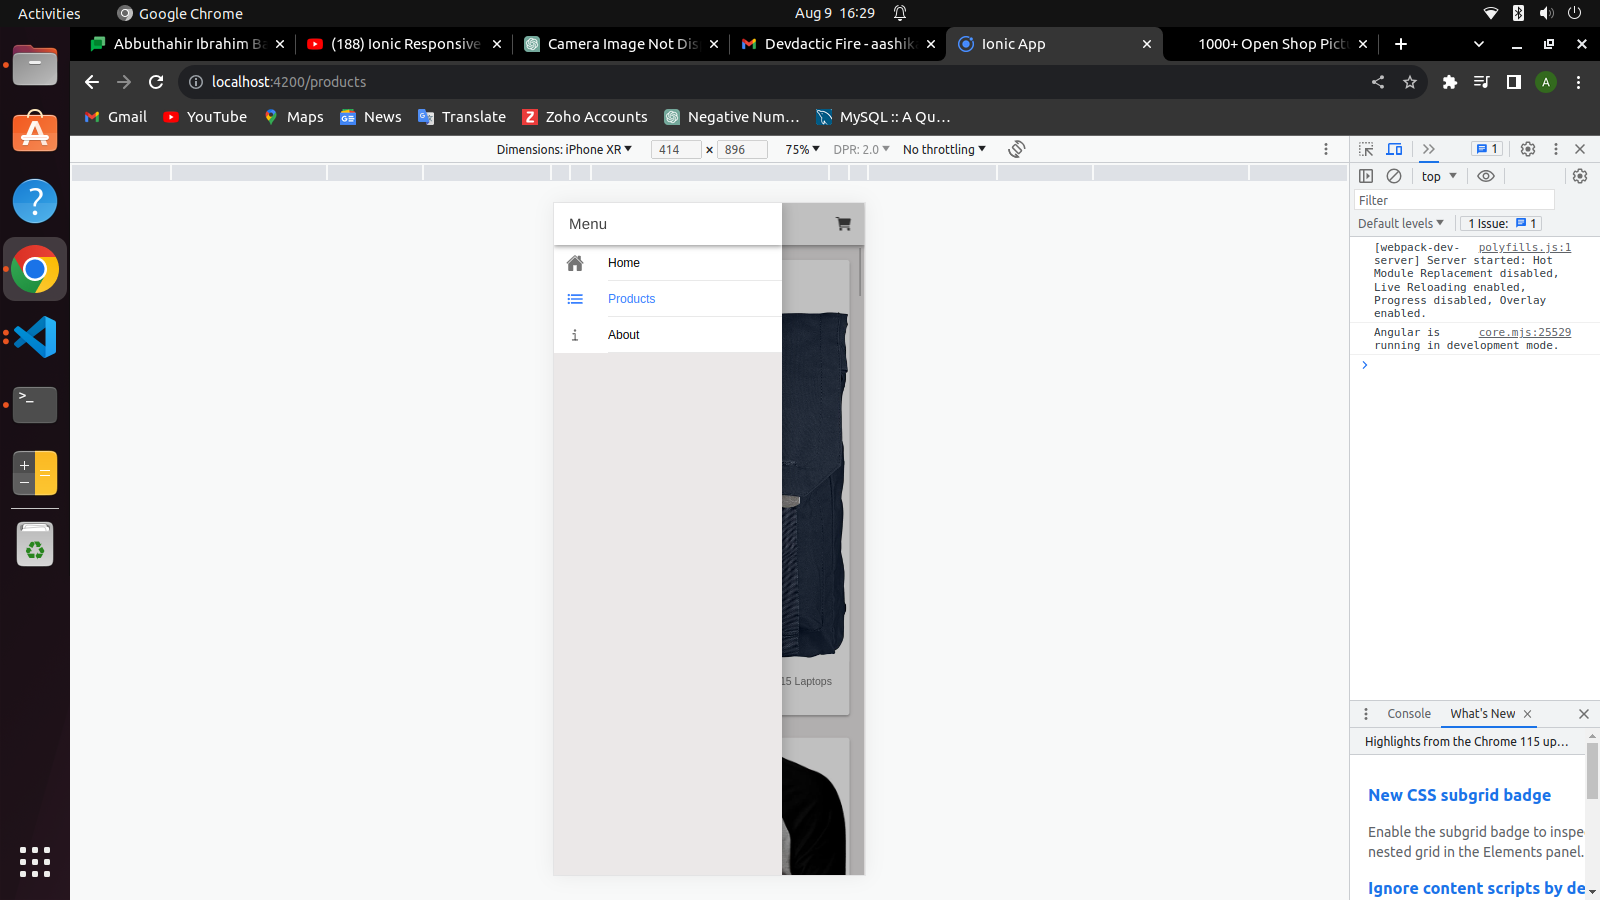 Activities
Google Chrome
Aug 9 16:29
Abbuthahir Ibrahim Ba
(188) Ionic Responsive
Camera Image Not Dis
Devdactic Fire - aashika
Ionic App
1000+ Open Shop Pictu
localhost:4200/products
A
Gmail
YouTube
Maps
News
Translate
Zoho Accounts
Negative Num...
MySQL :: A Qu...
Dimensions: iPhone XR
414 × 896
75%
DPR: 2.0
No throttling
1
top
Filter
Default levels
1 Issue: 1
Menu
Home
Products
About
15 Laptops
[webpack-dev- polyfills.js:1
server] Server started: Hot
Module Replacement disabled,
Live Reloading enabled,
Progress disabled, Overlay
enabled.
Angular is core.mjs:25529
running in development mode.
Console
What's New
Highlights from the Chrome 115 up...
New CSS subgrid badge
Enable the subgrid badge to inspe
nested grid in the Elements panel.
Ignore content scripts by de